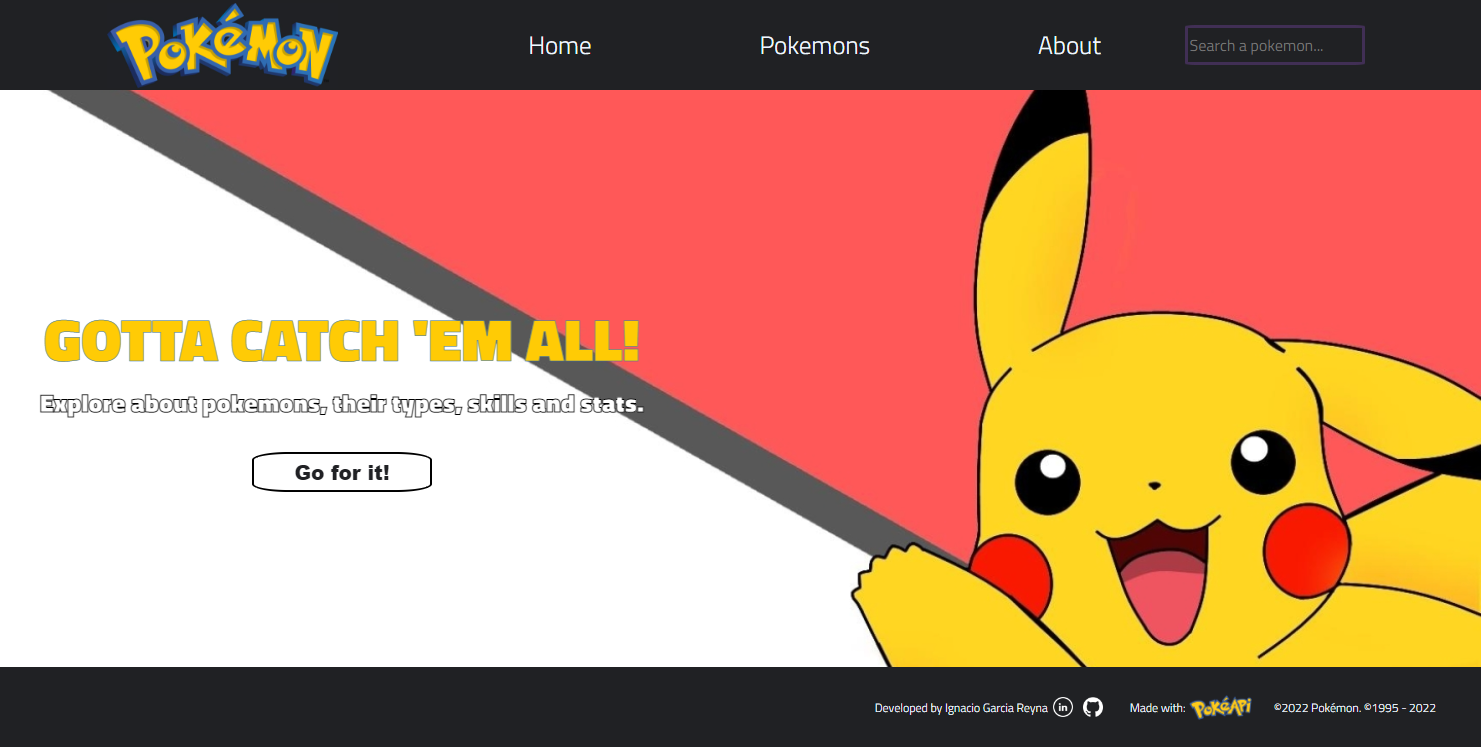 Pokémon
Home
Pokemons
About
Search a pokemon...
GOTTA CATCH 'EM ALL!
Explore about pokemons, their types, skills and stats.
Go for it!
Developed by Ignacio Garcia Reyna in
Made with: PokéAPi
©2022 Pokémon. ©1995 - 2022